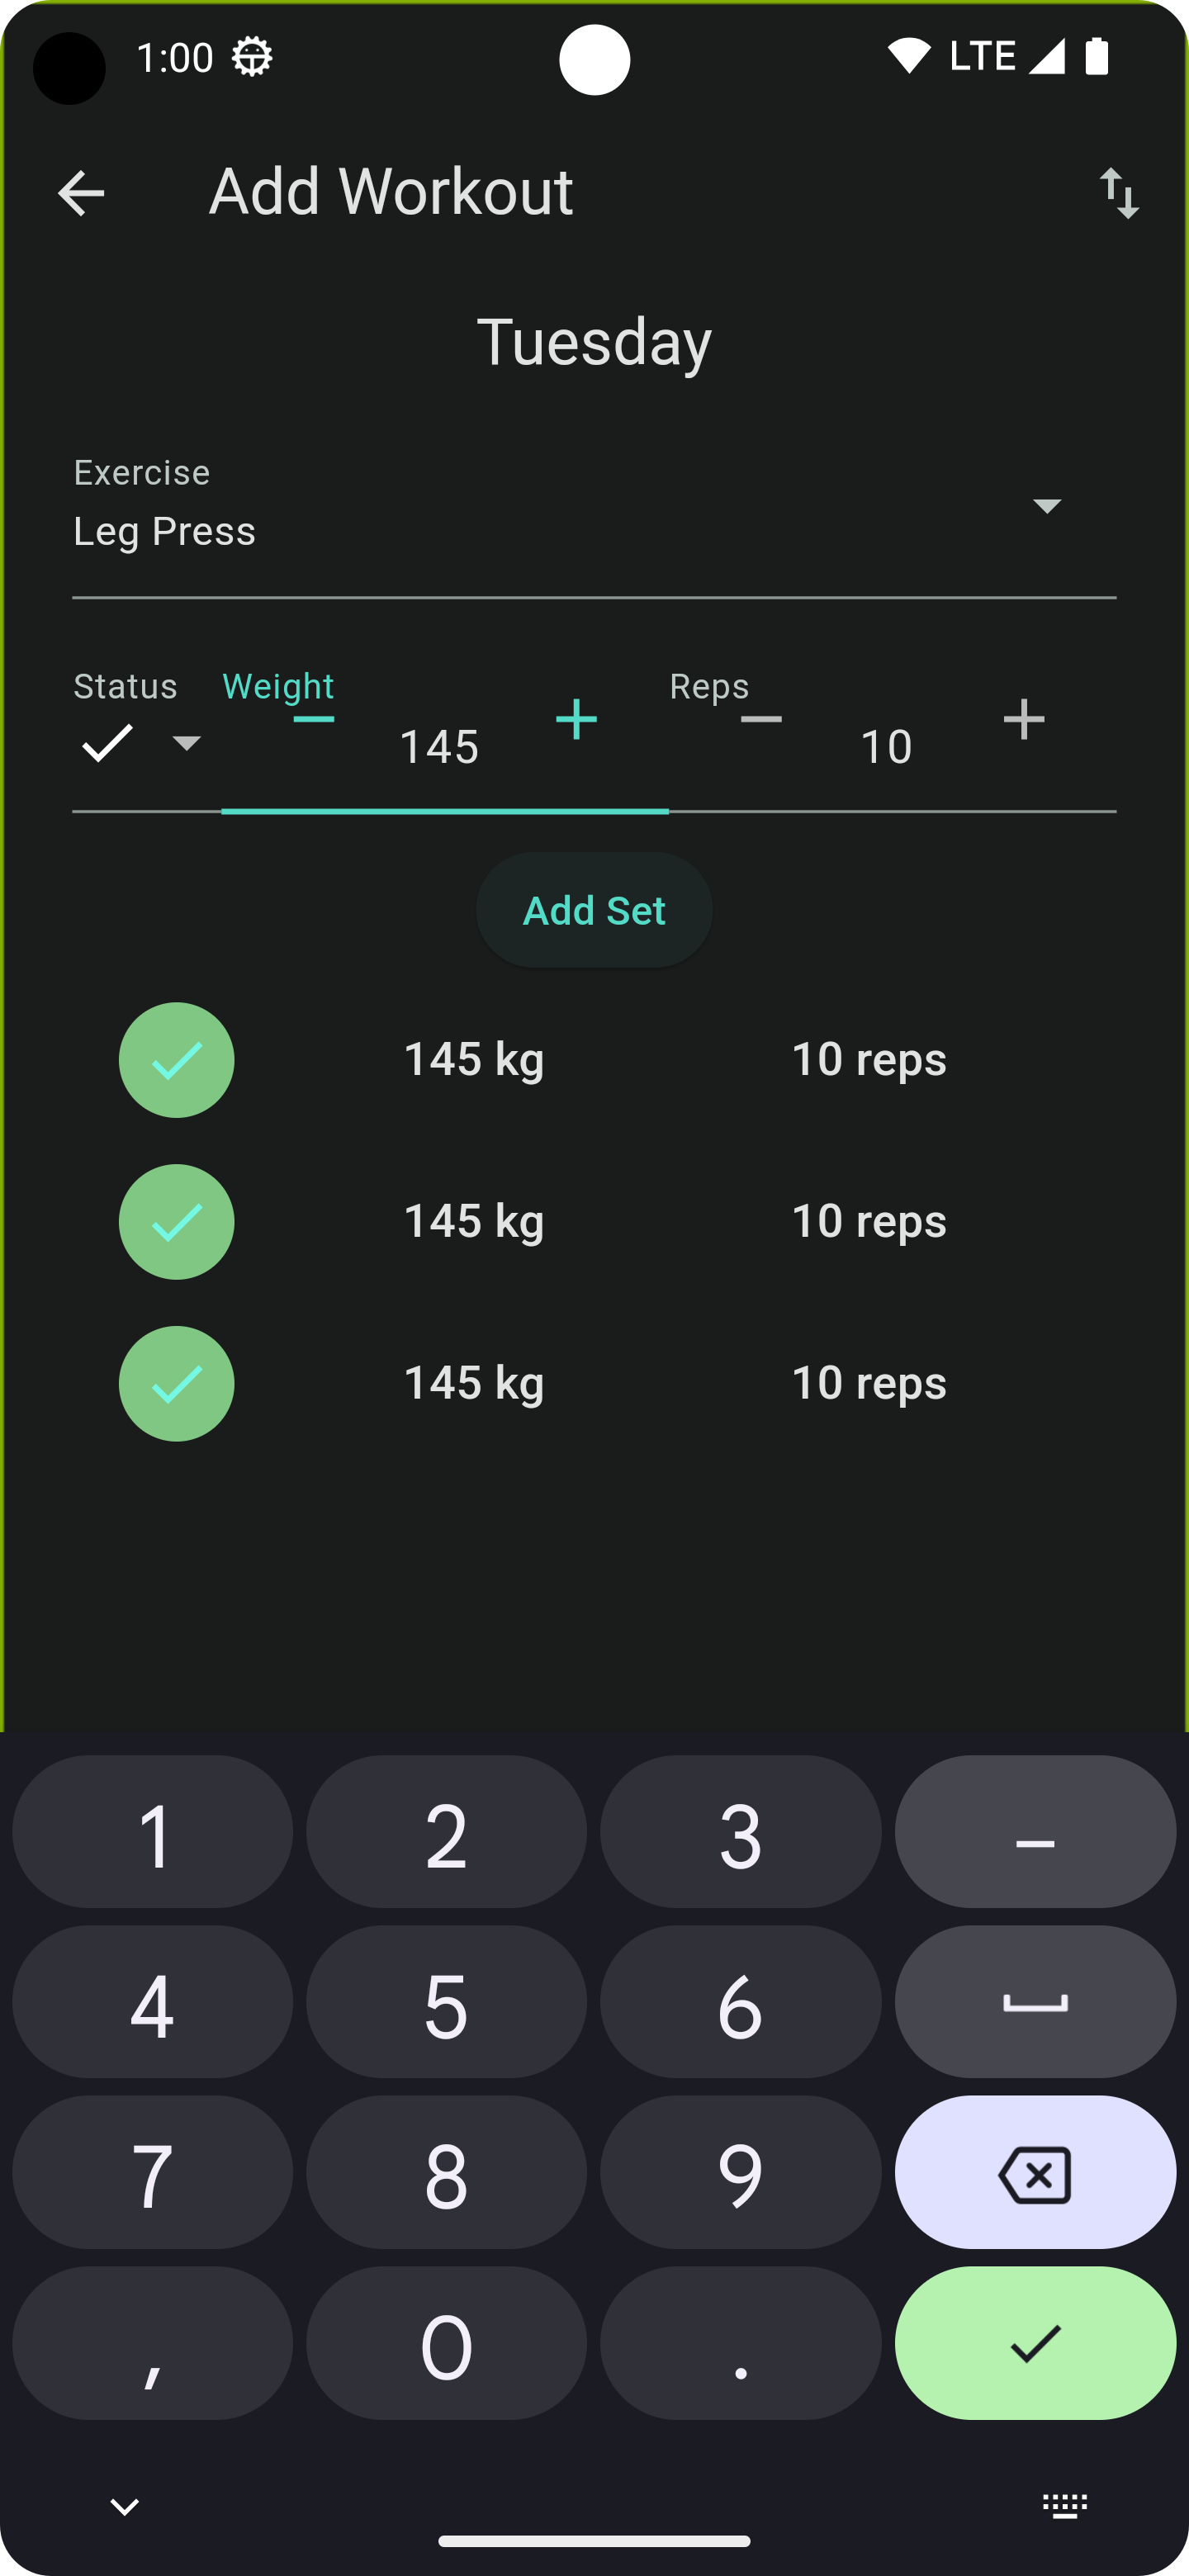 1:00 LTE
Add Workout
Tuesday
Exercise
Leg Press
Status Weight Reps
145 10
Add Set
145 kg 10 reps
145 kg 10 reps
145 kg 10 reps
1 2 3 –
4 5 6
7 8 9
, 0 .